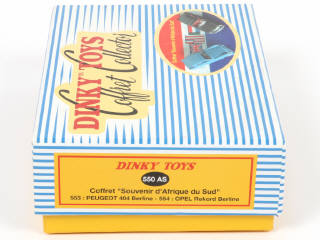 DINKY TOYS
Coffret Collector
DINKY TOYS
550 AS
Coffret "Souvenir d'Afrique du Sud"
553 : PEUGEOT 404 Berline - 554 : OPEL Rekord Berline